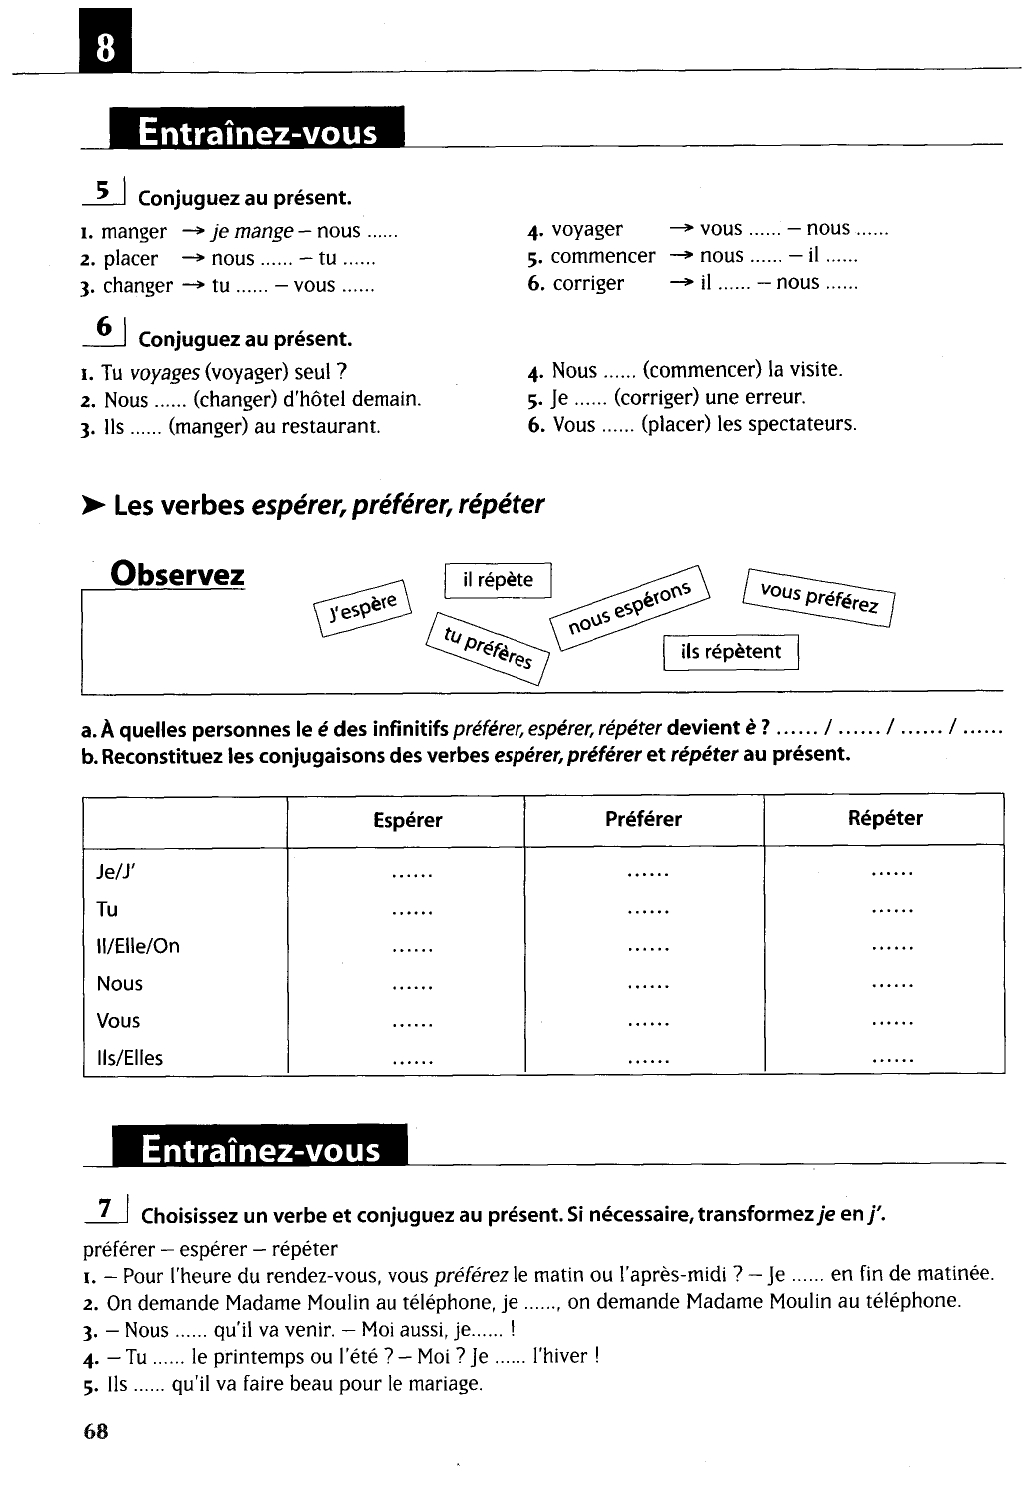 8
Entraînez-vous
5 Conjuguez au présent.
1. manger → je mange – nous ......
2. placer → nous ...... – tu ......
3. changer → tu ...... – vous ......
4. voyager → vous ...... – nous ......
5. commencer → nous ...... – il ......
6. corriger → il ...... – nous ......
6 Conjuguez au présent.
1. Tu voyages (voyager) seul ?
2. Nous ...... (changer) d'hôtel demain.
3. Ils ...... (manger) au restaurant.
4. Nous ...... (commencer) la visite.
5. Je ...... (corriger) une erreur.
6. Vous ...... (placer) les spectateurs.
➤ Les verbes espérer, préférer, répéter
Observez
J'espère
il répète
tu préfères
nous espérons
vous préférez
ils répètent
a. À quelles personnes le é des infinitifs préférer, espérer, répéter devient è ? ...... / ...... / ...... / ......
b. Reconstituez les conjugaisons des verbes espérer, préférer et répéter au présent.
Espérer Préférer Répéter
Je/J' ...... ...... ......
Tu ...... ...... ......
Il/Elle/On ...... ...... ......
Nous ...... ...... ......
Vous ...... ...... ......
Ils/Elles ...... ...... ......
Entraînez-vous
7 Choisissez un verbe et conjuguez au présent. Si nécessaire, transformez je en j'.
préférer – espérer – répéter
1. – Pour l'heure du rendez-vous, vous préférez le matin ou l'après-midi ? – Je ...... en fin de matinée.
2. On demande Madame Moulin au téléphone, je ......, on demande Madame Moulin au téléphone.
3. – Nous ...... qu'il va venir. – Moi aussi, je...... !
4. – Tu ...... le printemps ou l'été ? – Moi ? Je ...... l'hiver !
5. Ils ...... qu'il va faire beau pour le mariage.
68